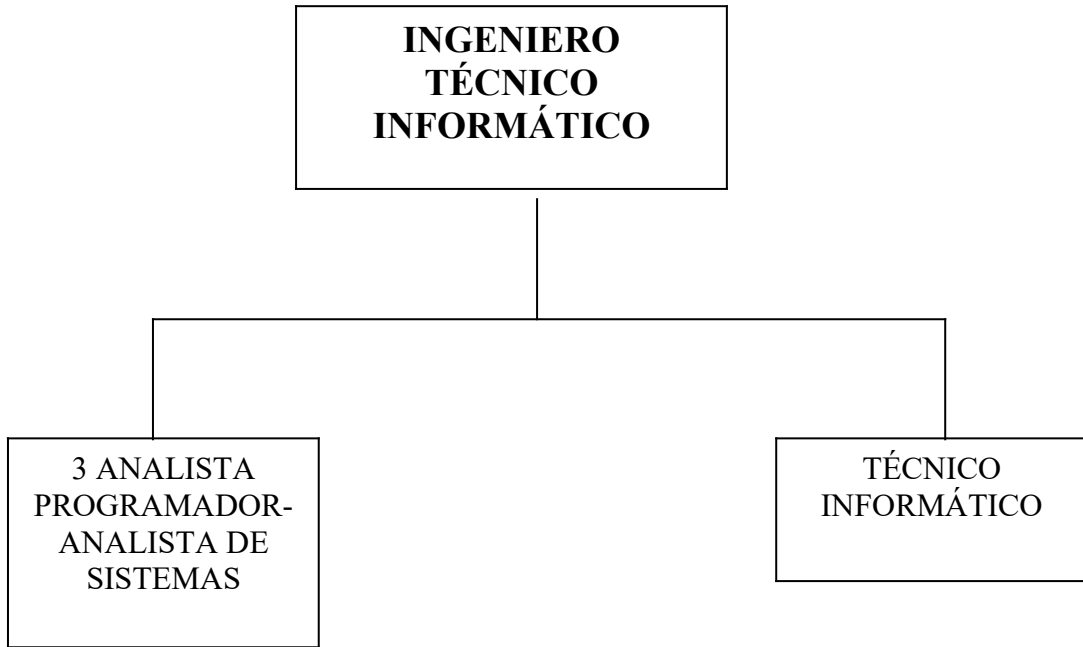 INGENIERO
TÉCNICO
INFORMÁTICO
3 ANALISTA
PROGRAMADOR-
ANALISTA DE
SISTEMAS
TÉCNICO
INFORMÁTICO